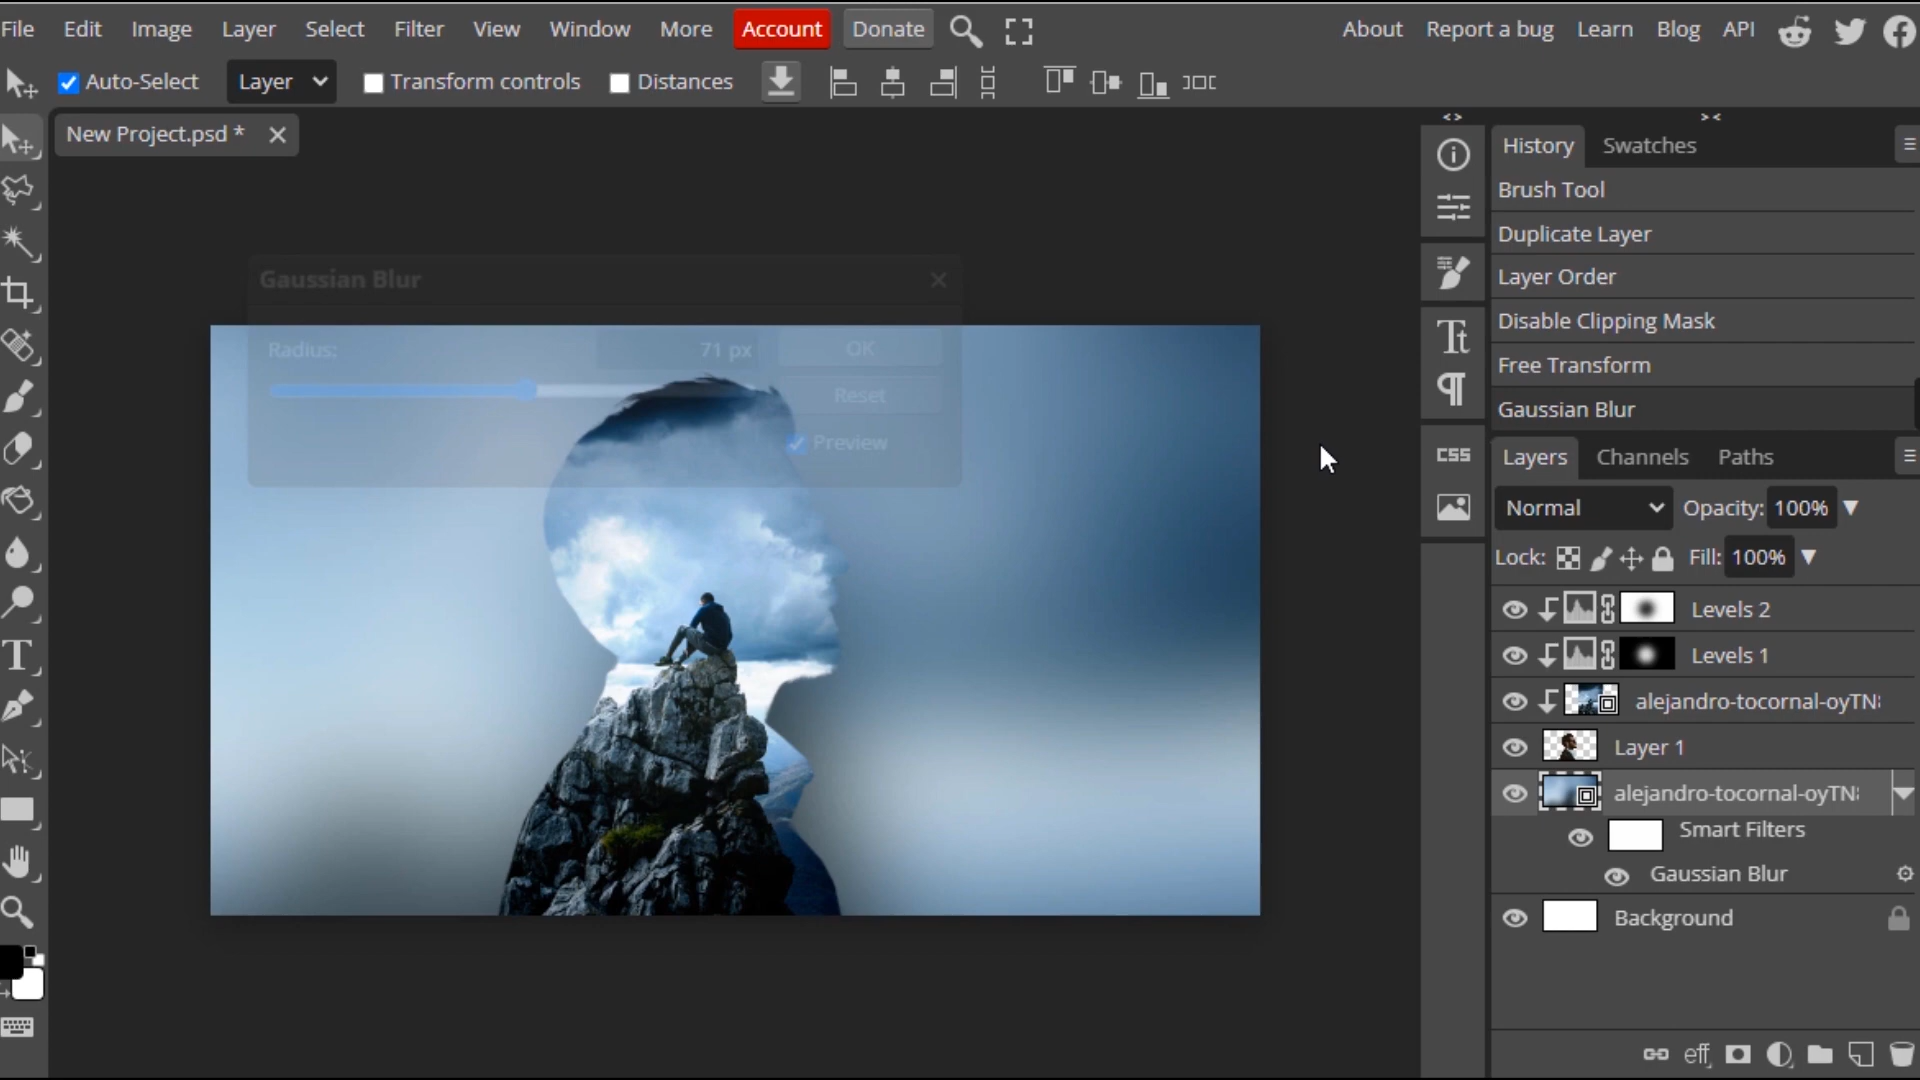 File Edit Image Layer Select Filter View Window More Account Donate About Report a bug Learn Blog API
Auto-Select Layer Transform controls Distances
New Project.psd *
Gaussian Blur
Radius: 71 px OK
Reset
Preview
CSS
History Swatches
Brush Tool
Duplicate Layer
Layer Order
Disable Clipping Mask
Free Transform
Gaussian Blur
Layers Channels Paths
Normal Opacity: 100%
Lock: Fill: 100%
Levels 2
Levels 1
alejandro-tocornal-oyTN
Layer 1
alejandro-tocornal-oyTN
Smart Filters
Gaussian Blur
Background
eff